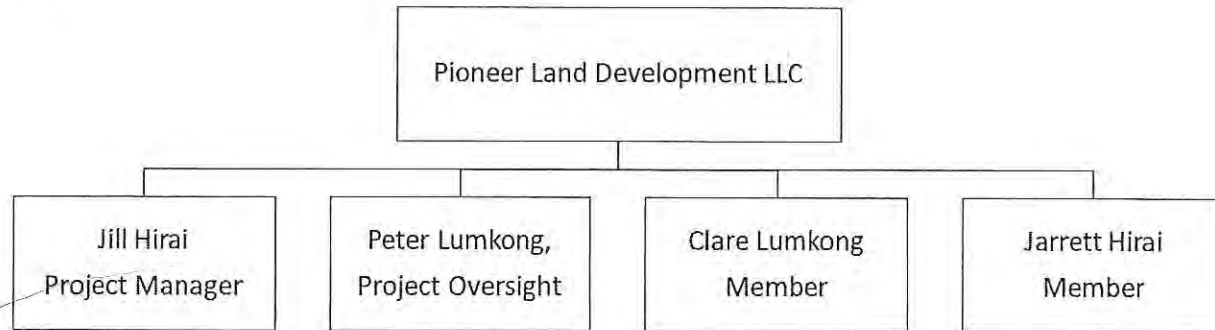 Pioneer Land Development LLC
Jill Hirai
Project Manager
Peter Lumkong,
Project Oversight
Clare Lumkong
Member
Jarrett Hirai
Member